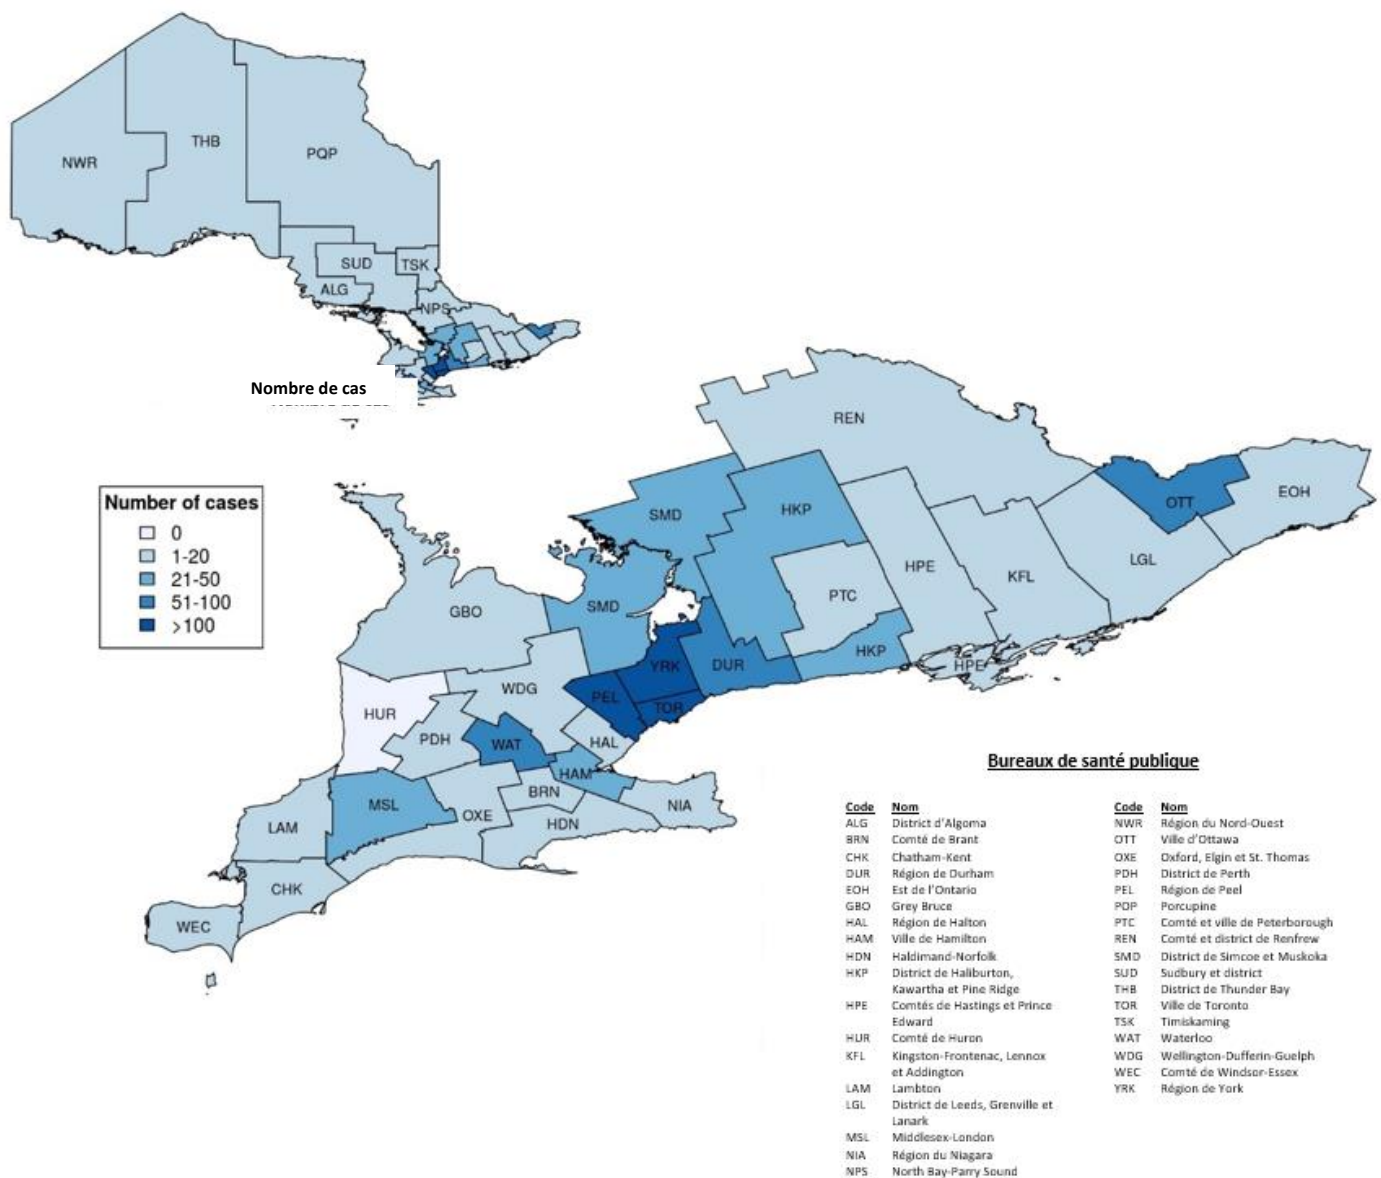 THB
NWR
PQP
SUD
TSK
ALG
NPS
Nombre de cas
REN
Number of cases
0
1-20
21-50
51-100
>100
SMD
HKP
OTT
EOH
HPE
KFL
LGL
GBO
SMD
PTC
YRK
DUR
HKP
HPE
WDG
PEL
TOR
HUR
PDH
WAT
HAL
HAM
BRN
NIA
MSL
OXE
HDN
LAM
CHK
WEC
Bureaux de santé publique
Code Nom
ALG District d'Algoma
BRN Comté de Brant
CHK Chatham-Kent
DUR Région de Durham
EOH Est de l'Ontario
GBO Grey Bruce
HAL Région de Halton
HAM Ville de Hamilton
HDN Haldimand-Norfolk
HKP District de Haliburton,
Kawartha et Pine Ridge
HPE Comtés de Hastings et Prince
Edward
HUR Comté de Huron
KFL Kingston-Frontenac, Lennox
et Addington
LAM Lambton
LGL District de Leeds, Grenville et
Lanark
MSL Middlesex-London
NIA Région du Niagara
NPS North Bay-Parry Sound
Code Nom
NWR Région du Nord-Ouest
OTT Ville d'Ottawa
OXE Oxford, Elgin et St. Thomas
PDH District de Perth
PEL Région de Peel
POP Porcupine
PTC Comté et ville de Peterborough
REN Comté et district de Renfrew
SMD District de Simcoe et Muskoka
SUD Sudbury et district
THB District de Thunder Bay
TOR Ville de Toronto
TSK Timiskaming
WAT Waterloo
WDG Wellington-Dufferin-Guelph
WEC Comté de Windsor-Essex
YRK Région de York